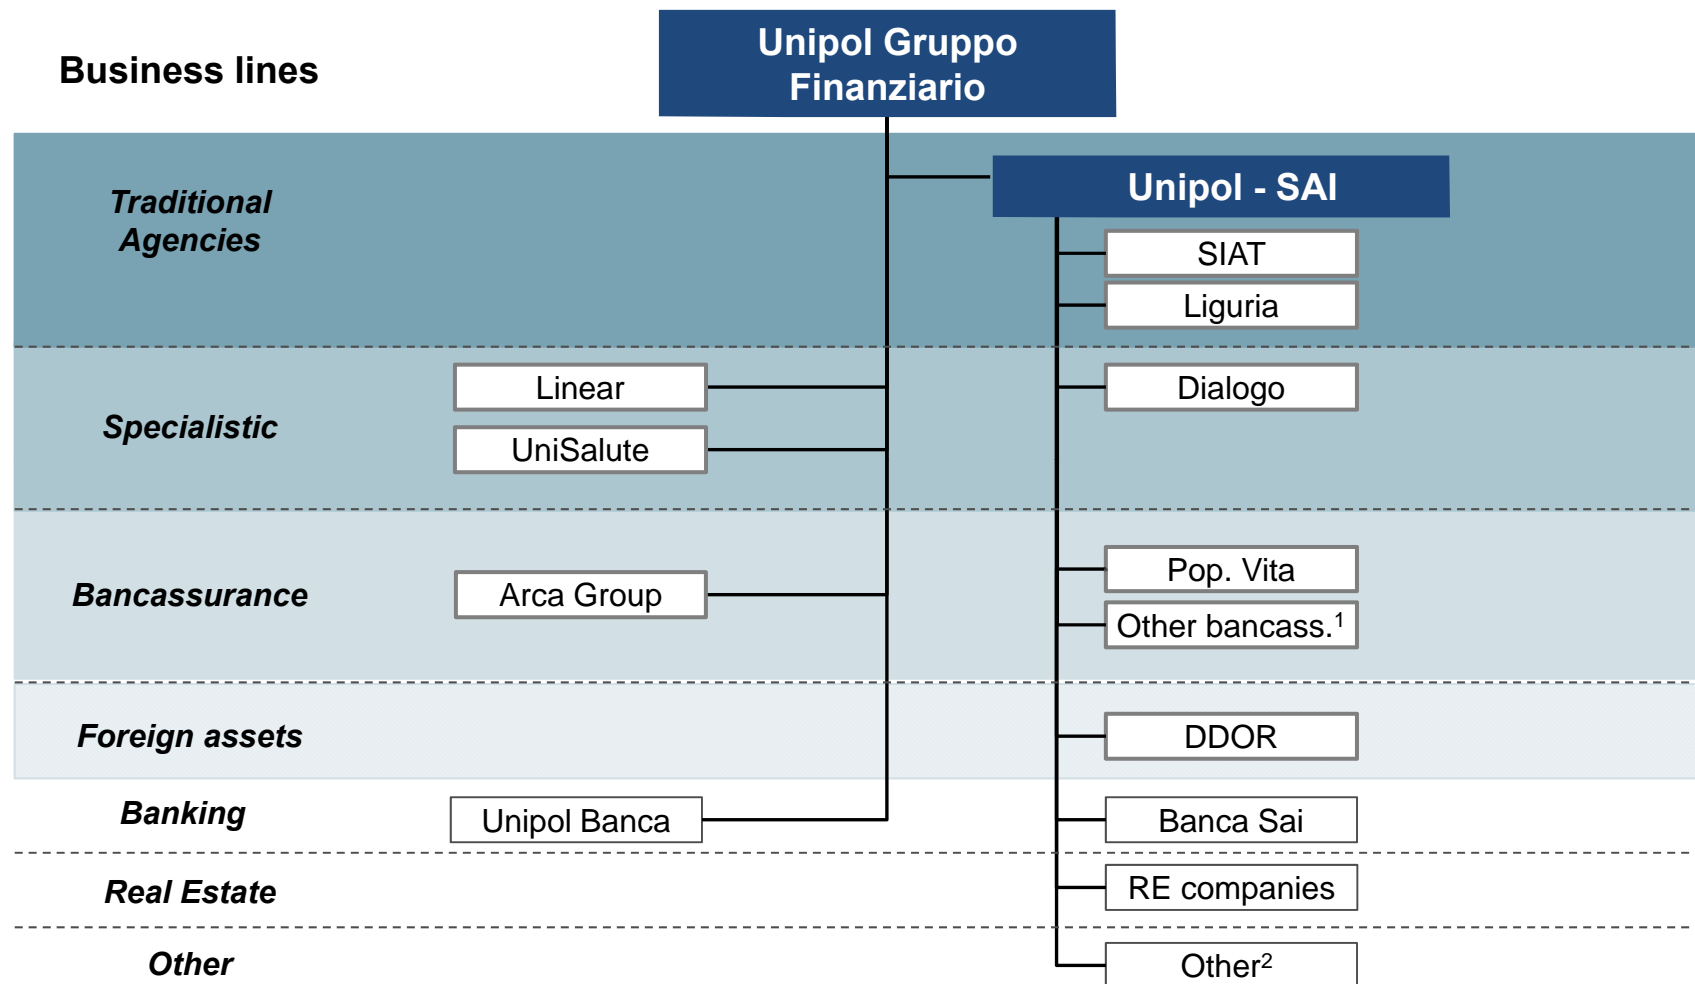 Business lines
Unipol Gruppo
Finanziario
Traditional
Agencies
Unipol - SAI
SIAT
Liguria
Specialistic
Linear
UniSalute
Dialogo
Bancassurance
Arca Group
Pop. Vita
Other bancass.¹
Foreign assets
DDOR
Banking
Unipol Banca
Banca Sai
Real Estate
RE companies
Other
Other²